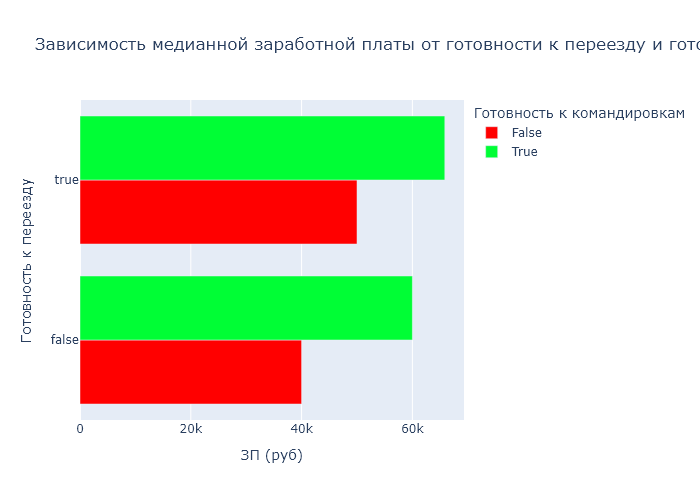 Зависимость медианной заработной платы от готовности к переезду и
Готовность к командировкам
False
True
Готовность к переезду
true
false
0 20k 40k 60k
ЗП (руб)